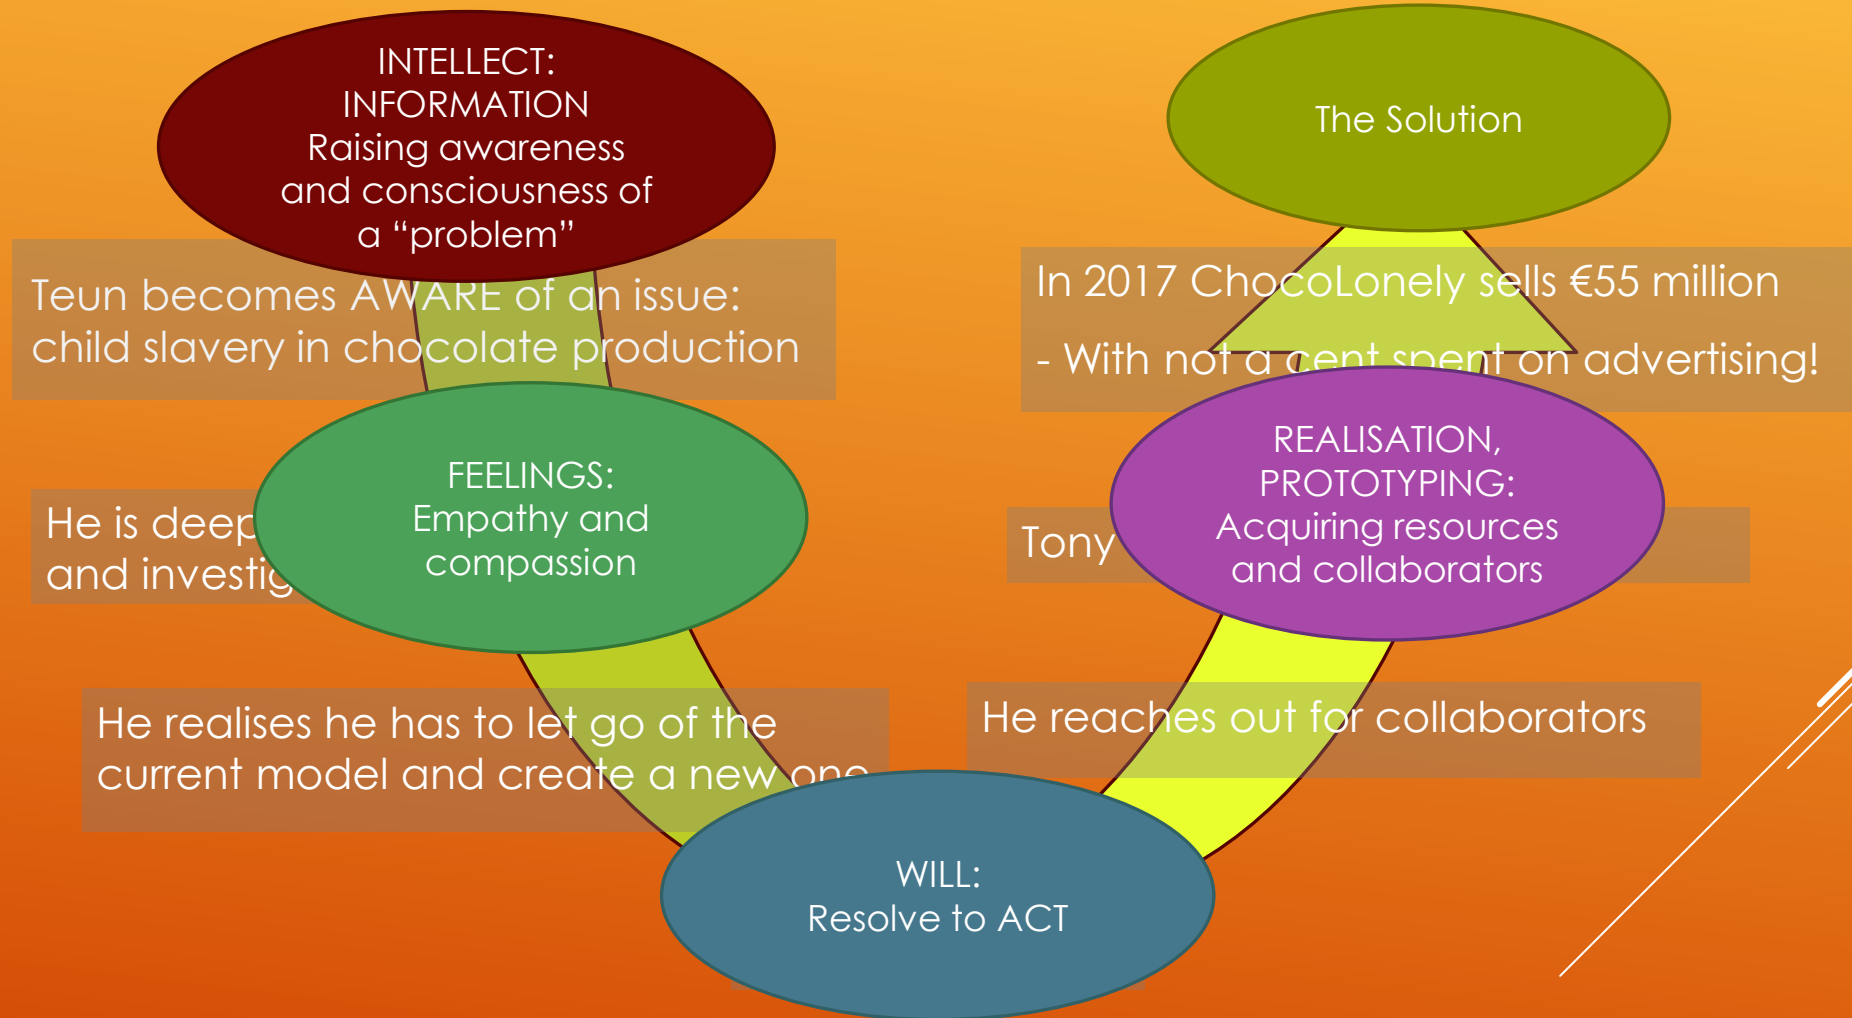 INTELLECT:
INFORMATION
Raising awareness
and consciousness of
a “problem”
Teun becomes AWARE of an issue:
child slavery in chocolate production
FEELINGS:
Empathy and
compassion
He is deep
and investig
He realises he has to let go of the
current model and create a new one
WILL:
Resolve to ACT
He reaches out for collaborators
REALISATION,
PROTOTYPING:
Acquiring resources
and collaborators
Tony
In 2017 ChocoLonely sells €55 million
- With not a cent spent on advertising!
The Solution